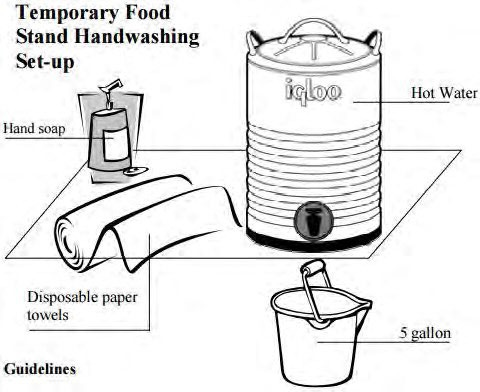 Temporary Food
Stand Handwashing
Set-up
igloo
Hot Water
Hand soap
Disposable paper
towels
5 gallon
Guidelines